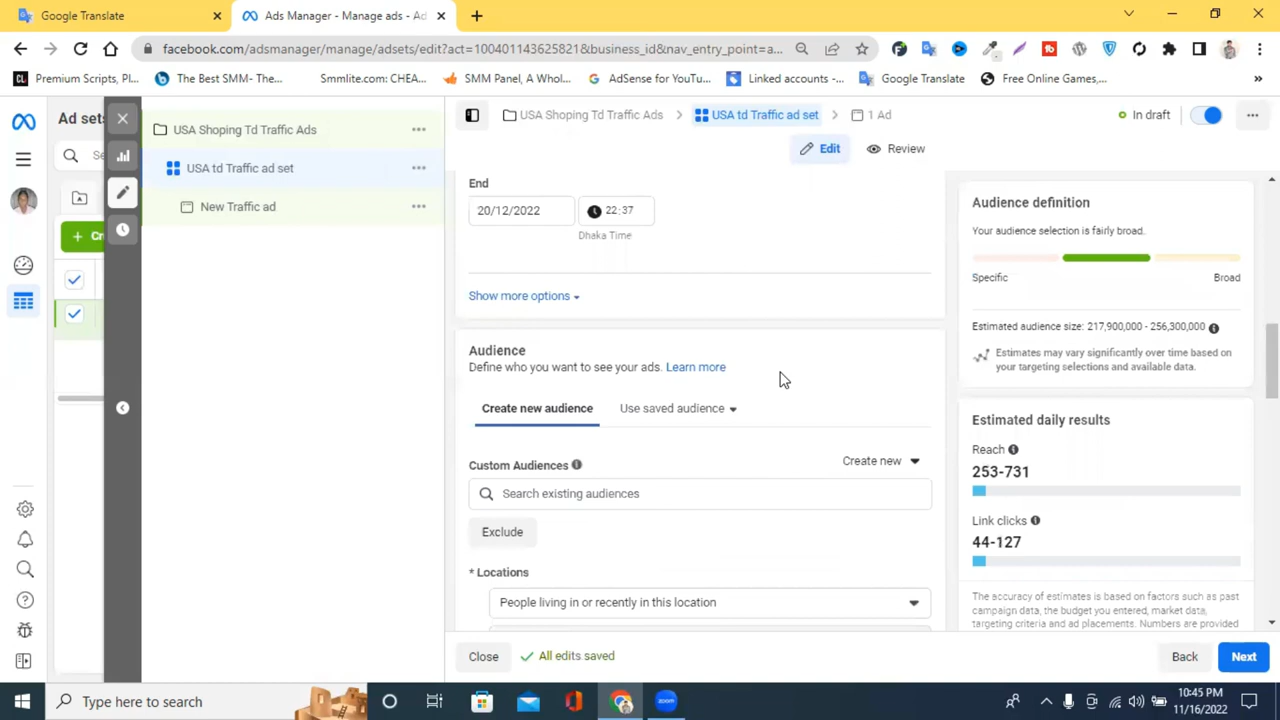 Google Translate
Ads Manager - Manage ads - Ad
facebook.com/adsmanager/manage/adsets/edit?act=100401143625821&business_id&nav_entry_point=a...
Premium Scripts, Pl...
The Best SMM- The...
Smmlite.com: CHEA...
SMM Panel, A Whol...
AdSense for YouTu...
Linked accounts -...
Google Translate
Free Online Games,...
»
Ad sets
USA Shoping Td Traffic Ads
USA td Traffic ad set
New Traffic ad
USA Shoping Td Traffic Ads
USA td Traffic ad set
1 Ad
In draft
Edit
Review
Se
+ Cr
End
20/12/2022
22:37
Dhaka Time
Show more options
Audience
Define who you want to see your ads. Learn more
Create new audience
Use saved audience
Custom Audiences
Create new
Search existing audiences
Exclude
* Locations
People living in or recently in this location
Close
All edits saved
Back
Next
Audience definition
Your audience selection is fairly broad.
Specific
Broad
Estimated audience size: 217,900,000 - 256,300,000
Estimates may vary significantly over time based on
your targeting selections and available data.
Estimated daily results
Reach
253-731
Link clicks
44-127
The accuracy of estimates is based on factors such as past
campaign data, the budget you entered, market data,
targeting criteria and ad placements. Numbers are provided
Type here to search
zoom
10:45 PM
11/16/2022